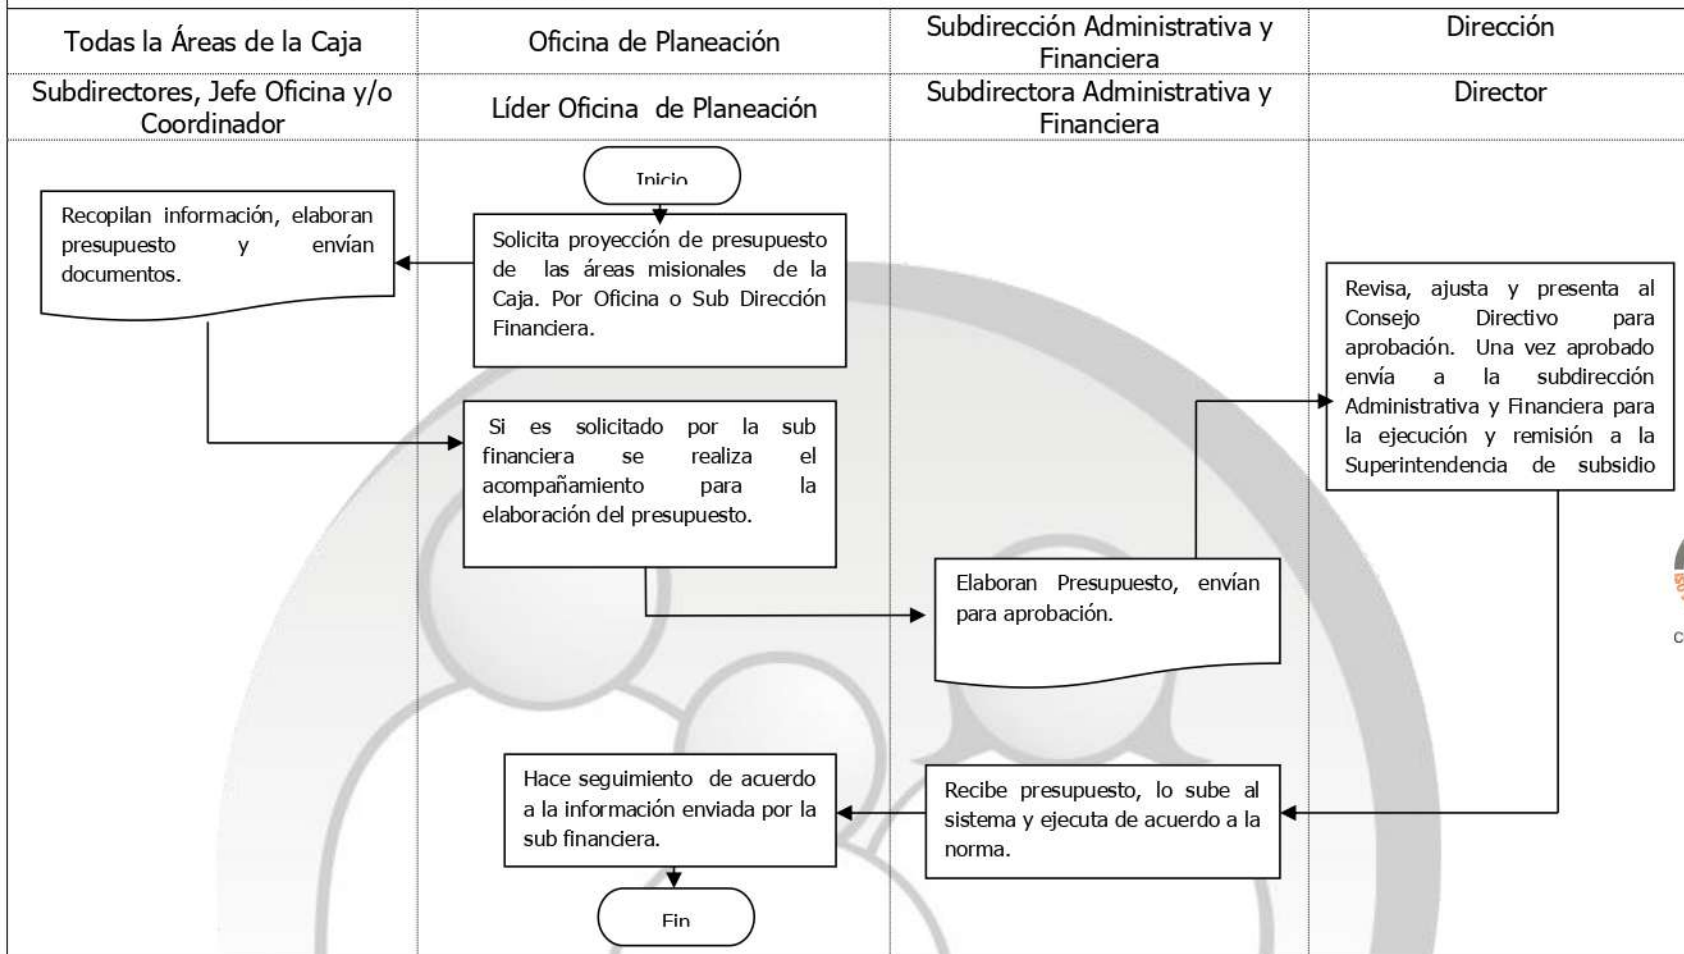 Todas la Áreas de la Caja
Oficina de Planeación
Subdirección Administrativa y
Financiera
Dirección
Subdirectores, Jefe Oficina y/o
Coordinador
Líder Oficina de Planeación
Subdirectora Administrativa y
Financiera
Director
Inicio
Solicita proyección de presupuesto
de las áreas misionales de la
Caja. Por Oficina o Sub Dirección
Financiera.
Recopilan información, elaboran
presupuesto y envían
documentos.
Si es solicitado por la sub
financiera se realiza el
acompañamiento para la
elaboración del presupuesto.
Elaboran Presupuesto, envían
para aprobación.
Revisa, ajusta y presenta al
Consejo Directivo para
aprobación. Una vez aprobado
envía a la subdirección
Administrativa y Financiera para
la ejecución y remisión a la
Superintendencia de subsidio
Recibe presupuesto, lo sube al
sistema y ejecuta de acuerdo a la
norma.
Hace seguimiento de acuerdo
a la información enviada por la
sub financiera.
Fin